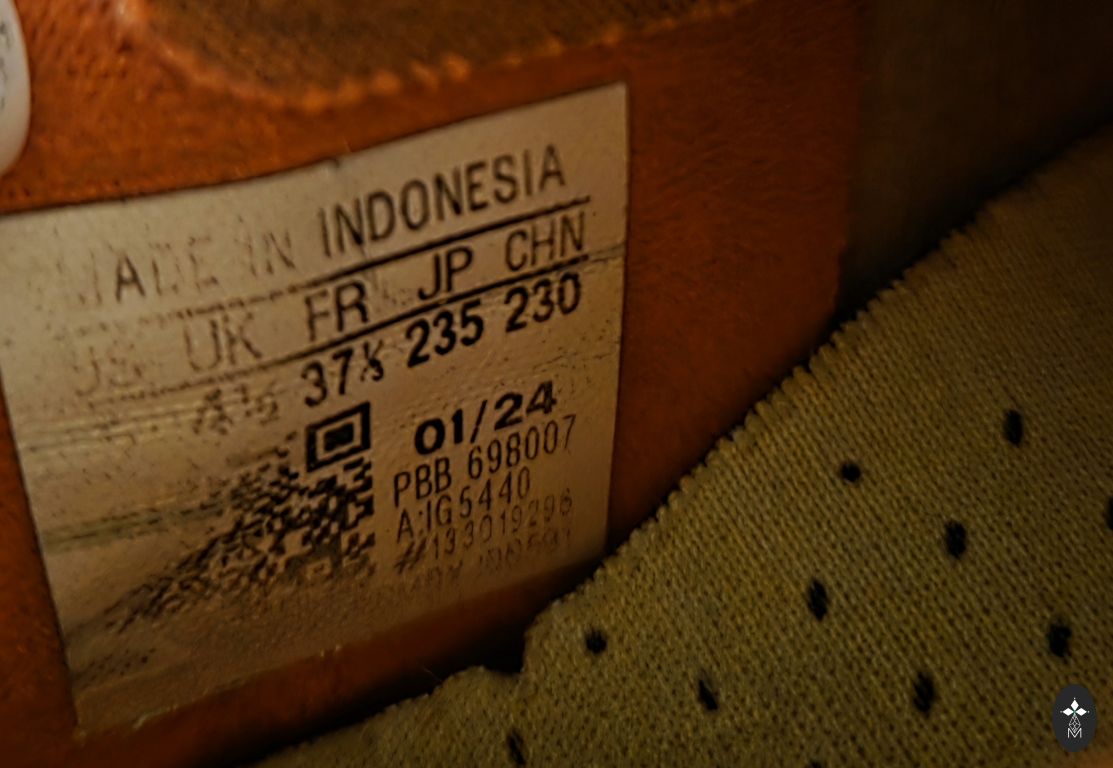 MADE IN INDONESIA
US UK FR JP CHN
4½ 37⅓ 235 230
01/24
PBB 698007
A:IG5440
#133019296